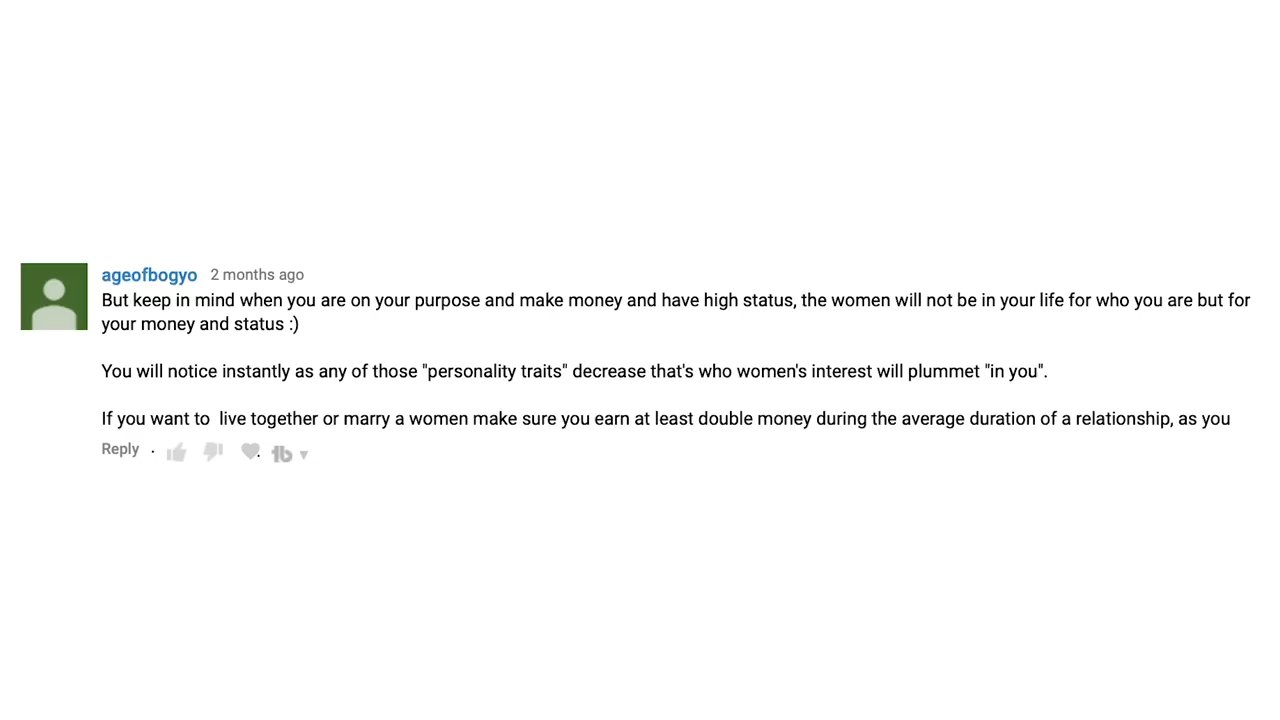 ageofbogyo 2 months ago
But keep in mind when you are on your purpose and make money and have high status, the women will not be in your life for who you are but for
your money and status :)
You will notice instantly as any of those "personality traits" decrease that's who women's interest will plummet "in you".
If you want to  live together or marry a women make sure you earn at least double money during the average duration of a relationship, as you
Reply · tb ▾